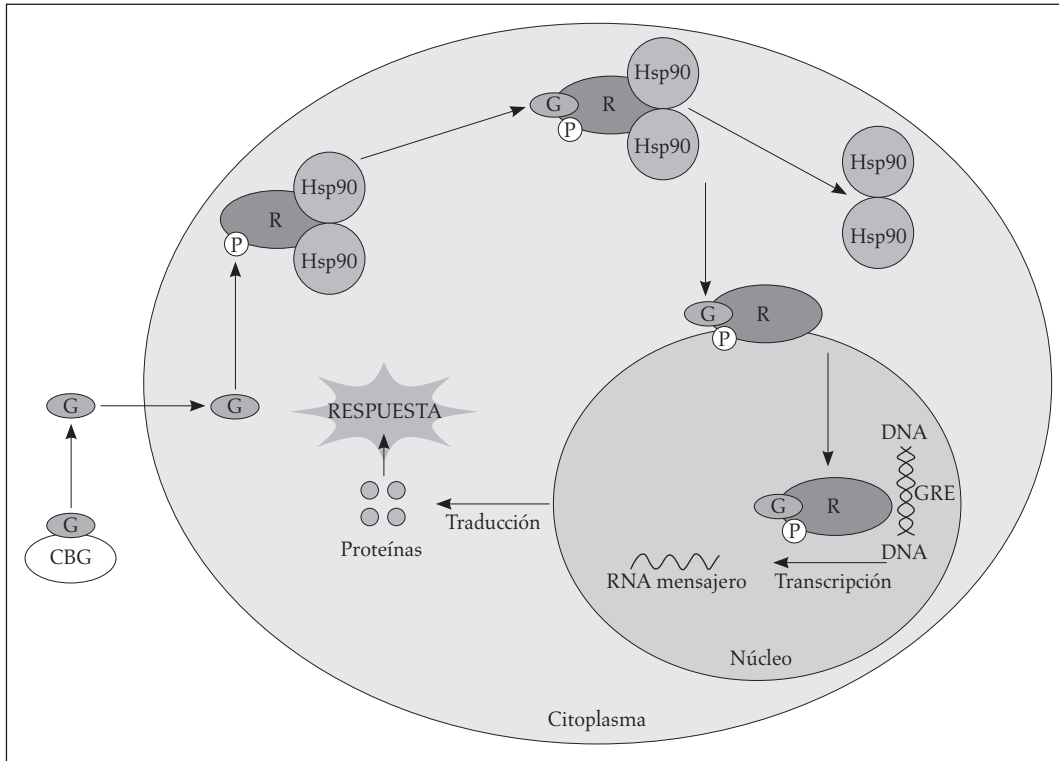 Hsp90
G
R
P
Hsp90
Hsp90
R
P
Hsp90
Hsp90
Hsp90
G
R
P
G
G
RESPUESTA
DNA
GRE
G
R
P
DNA
Traducción
Proteínas
RNA mensajero
Transcripción
G
CBG
Núcleo
Citoplasma